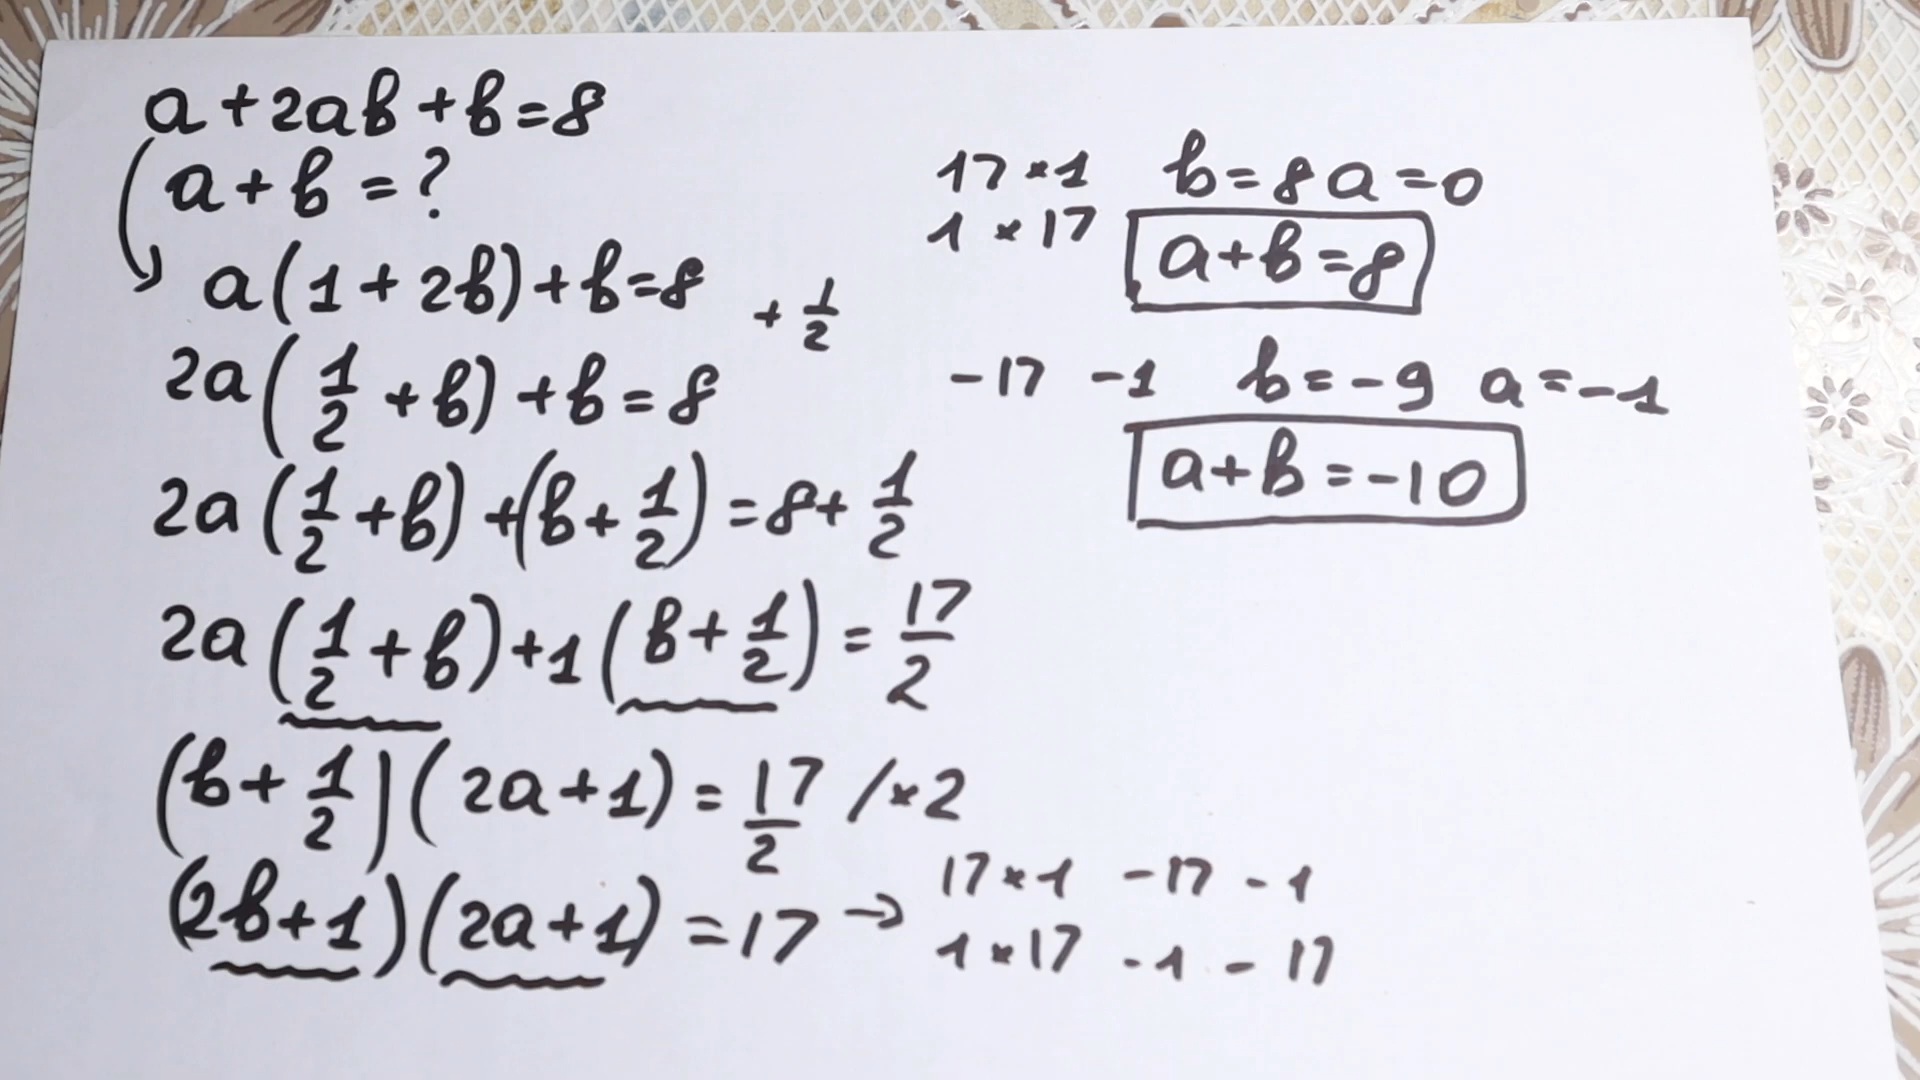 a+2ab+b=8
a+b=?
a(1+2b)+b=8 + 1/2
2a(1/2+b)+b=8
2a(1/2+b)+(b+1/2)=8+1/2
2a(1/2+b)+1(b+1/2)=17/2
(b+1/2)(2a+1)=17/2 /×2
(2b+1)(2a+1)=17→
17×1 -17 -1
1×17 -1 -17
17×1 b=8 a=0
1×17 a+b=8
-17 -1 b=-9 a=-1
a+b=-10